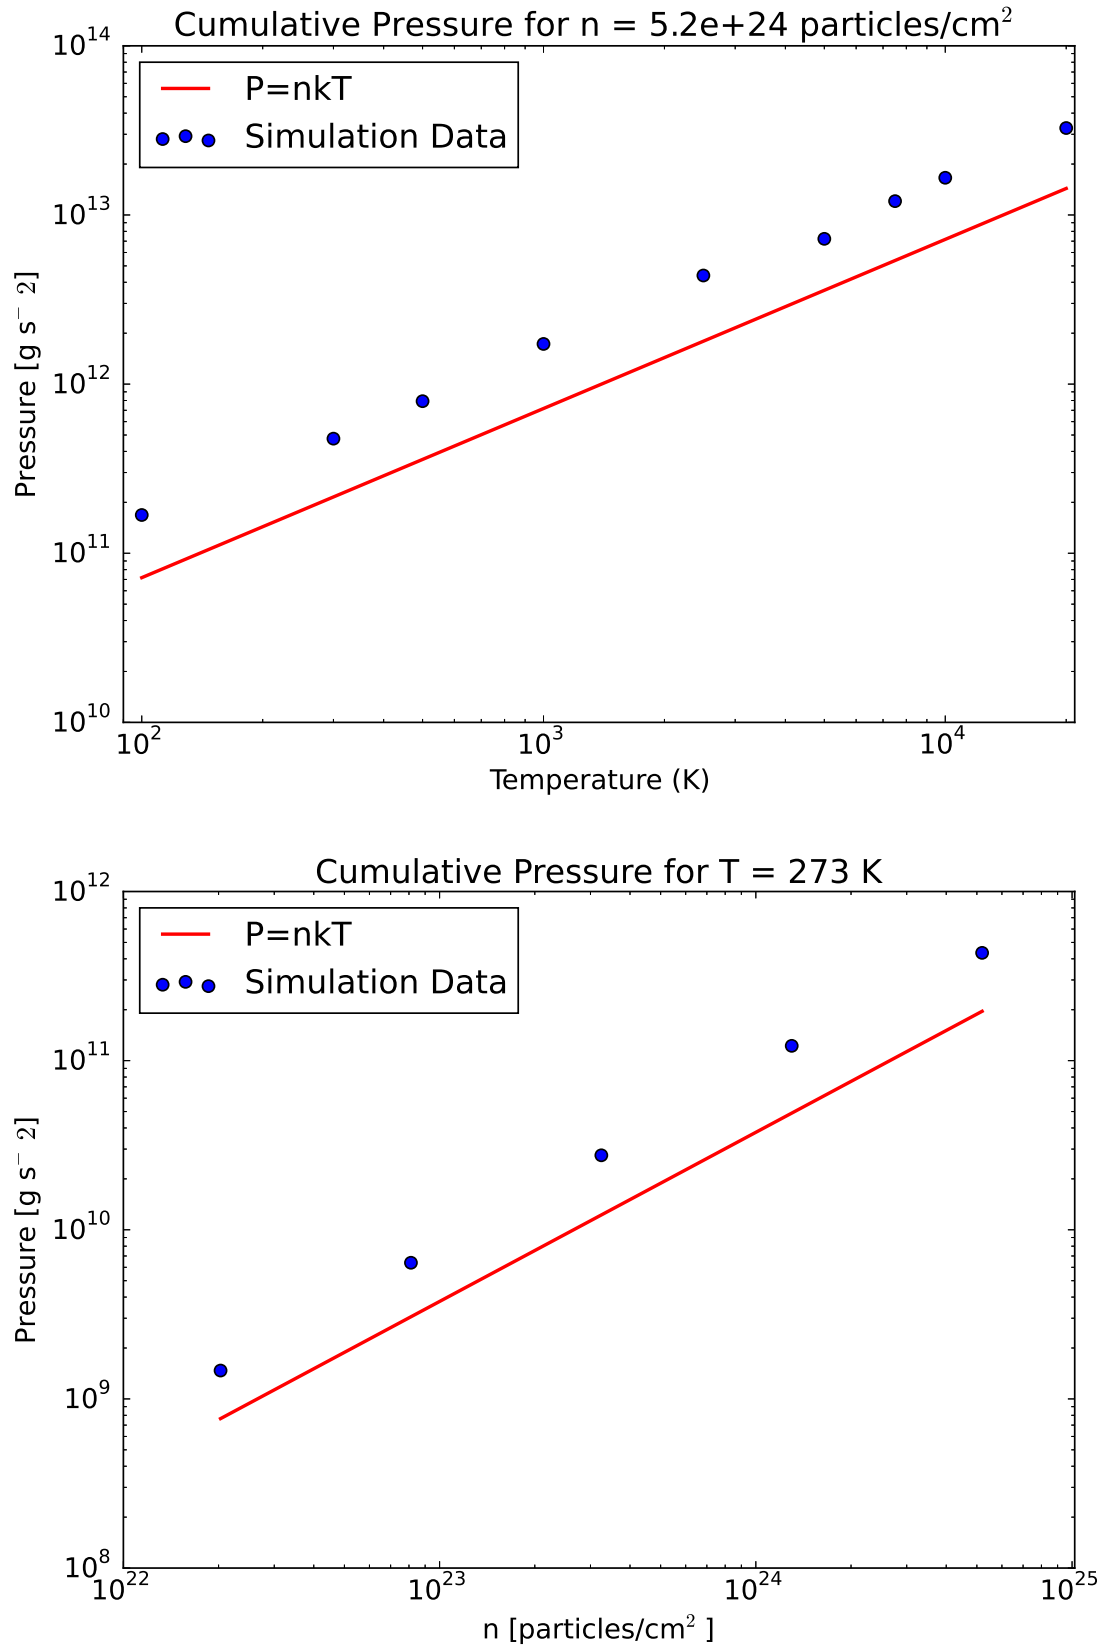 Cumulative Pressure for n = 5.2e+24 particles/cm²
10¹⁴
P=nkT
Simulation Data
10¹³
Pressure [g s⁻ 2]
10¹²
10¹¹
10¹⁰
10² 10³ 10⁴
Temperature (K)
Cumulative Pressure for T = 273 K
10¹²
P=nkT
Simulation Data
10¹¹
Pressure [g s⁻ 2]
10¹⁰
10⁹
10⁸
10²² 10²³ 10²⁴ 10²⁵
n [particles/cm² ]